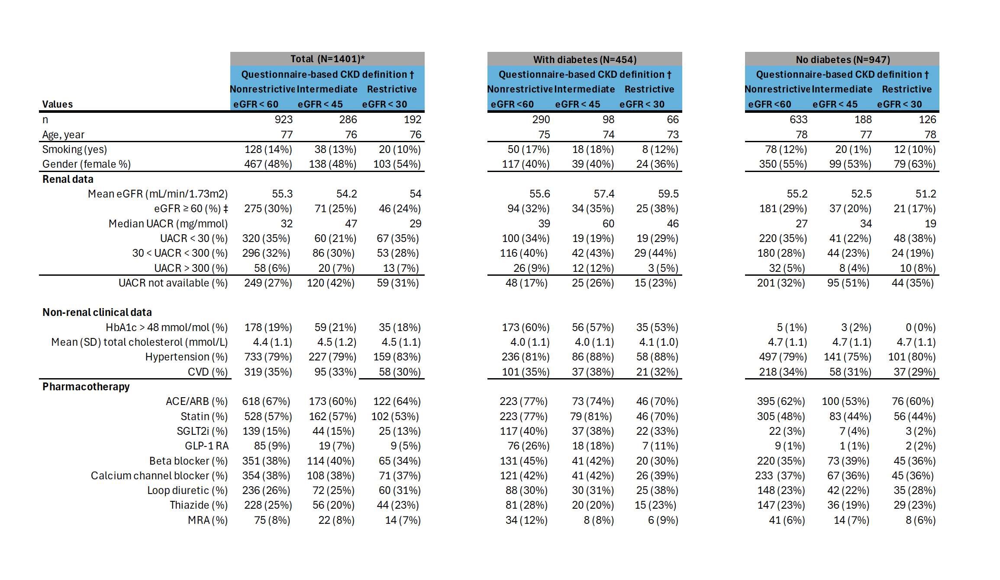 Total (N=1401)* With diabetes (N=454) No diabetes (N=947)
Questionnaire-based CKD definition † Questionnaire-based CKD definition † Questionnaire-based CKD definition †
Nonrestrictive Intermediate Restrictive Nonrestrictive Intermediate Restrictive Nonrestrictive Intermediate Restrictive
Values eGFR < 60 eGFR < 45 eGFR < 30 eGFR <60 eGFR < 45 eGFR < 30 eGFR <60 eGFR < 45 eGFR < 30
n 923 286 192 290 98 66 633 188 126
Age, year 77 76 76 75 74 73 78 77 78
Smoking (yes) 128 (14%) 38 (13%) 20 (10%) 50 (17%) 18 (18%) 8 (12%) 78 (12%) 20 (1%) 12 (10%)
Gender (female %) 467 (48%) 138 (48%) 103 (54%) 117 (40%) 39 (40%) 24 (36%) 350 (55%) 99 (53%) 79 (63%)
Renal data
Mean eGFR (mL/min/1.73m2) 55.3 54.2 54 55.6 57.4 59.5 55.2 52.5 51.2
eGFR ≥ 60 (%) ‡ 275 (30%) 71 (25%) 46 (24%) 94 (32%) 34 (35%) 25 (38%) 181 (29%) 37 (20%) 21 (17%)
Median UACR (mg/mmol) 32 47 29 39 60 46 27 34 19
UACR < 30 (%) 320 (35%) 60 (21%) 67 (35%) 100 (34%) 19 (19%) 19 (29%) 220 (35%) 41 (22%) 48 (38%)
30 < UACR < 300 (%) 296 (32%) 86 (30%) 53 (28%) 116 (40%) 42 (43%) 29 (44%) 180 (28%) 44 (23%) 24 (19%)
UACR > 300 (%) 58 (6%) 20 (7%) 13 (7%) 26 (9%) 12 (12%) 3 (5%) 32 (5%) 8 (4%) 10 (8%)
UACR not available (%) 249 (27%) 120 (42%) 59 (31%) 48 (17%) 25 (26%) 15 (23%) 201 (32%) 95 (51%) 44 (35%)
Non-renal clinical data
HbA1c > 48 mmol/mol (%) 178 (19%) 59 (21%) 35 (18%) 173 (60%) 56 (57%) 35 (53%) 5 (1%) 3 (2%) 0 (0%)
Mean (SD) total cholesterol (mmol/L) 4.4 (1.1) 4.5 (1.2) 4.5 (1.1) 4.0 (1.1) 4.0 (1.1) 4.1 (1.0) 4.7 (1.1) 4.7 (1.1) 4.7 (1.1)
Hypertension (%) 733 (79%) 227 (79%) 159 (83%) 236 (81%) 86 (88%) 58 (88%) 497 (79%) 141 (75%) 101 (80%)
CVD (%) 319 (35%) 95 (33%) 58 (30%) 101 (35%) 37 (38%) 21 (32%) 218 (34%) 58 (31%) 37 (29%)
Pharmacotherapy
ACE/ARB (%) 618 (67%) 173 (60%) 122 (64%) 223 (77%) 73 (74%) 46 (70%) 395 (62%) 100 (53%) 76 (60%)
Statin (%) 528 (57%) 162 (57%) 102 (53%) 223 (77%) 79 (81%) 46 (70%) 305 (48%) 83 (44%) 56 (44%)
SGLT2i (%) 139 (15%) 44 (15%) 25 (13%) 117 (40%) 37 (38%) 22 (33%) 22 (3%) 7 (4%) 3 (2%)
GLP-1 RA 85 (9%) 19 (7%) 9 (5%) 76 (26%) 18 (18%) 7 (11%) 9 (1%) 1 (1%) 2 (2%)
Beta blocker (%) 351 (38%) 114 (40%) 65 (34%) 131 (45%) 41 (42%) 20 (30%) 220 (35%) 73 (39%) 45 (36%)
Calcium channel blocker (%) 354 (38%) 108 (38%) 71 (37%) 121 (42%) 41 (42%) 26 (39%) 233 (37%) 67 (36%) 45 (36%)
Loop diuretic (%) 236 (26%) 72 (25%) 60 (31%) 88 (30%) 30 (31%) 25 (38%) 148 (23%) 42 (22%) 35 (28%)
Thiazide (%) 228 (25%) 56 (20%) 44 (23%) 81 (28%) 20 (20%) 15 (23%) 147 (23%) 36 (19%) 29 (23%)
MRA (%) 75 (8%) 22 (8%) 14 (7%) 34 (12%) 8 (8%) 6 (9%) 41 (6%) 14 (7%) 8 (6%)